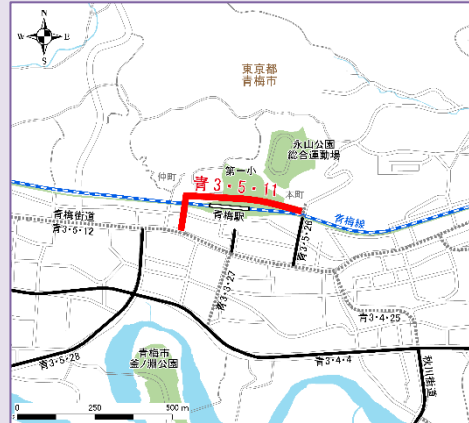 N
W
E
S
東京都
青梅市
永山公園
総合運動場
第一小
仲町
青3・5・11
本町
青梅街道
青梅駅
青梅線
青3・5・12
青3・5・26
青3・3・27
青3・4・25
青梅市
釜ノ淵公園
青3・5・28
青3・4・4
秋川街道
0 250 500 m